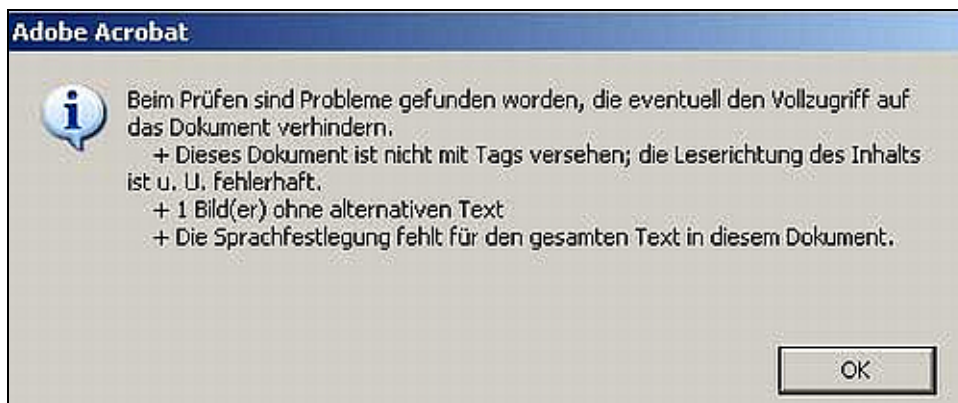 Adobe Acrobat
Beim Prüfen sind Probleme gefunden worden, die eventuell den Vollzugriff auf
das Dokument verhindern.
+ Dieses Dokument ist nicht mit Tags versehen; die Leserichtung des Inhalts
ist u. U. fehlerhaft.
+ 1 Bild(er) ohne alternativen Text
+ Die Sprachfestlegung fehlt für den gesamten Text in diesem Dokument.
OK